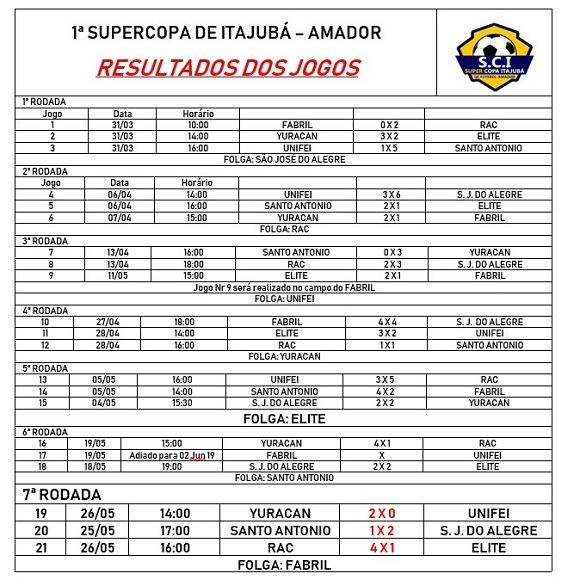 1ª SUPERCOPA DE ITAJUBÁ – AMADOR
RESULTADOS DOS JOGOS
S.C.I
SUPER COPA ITAJUBÁ
DE FUTEBOL AMADOR
1ª RODADA
Jogo Data Horário
1 31/03 10:00 FABRIL 0 X 2 RAC
2 31/03 14:00 YURACAN 3 X 2 ELITE
3 31/03 16:00 UNIFEI 1 X 5 SANTO ANTONIO
FOLGA: SÃO JOSÉ DO ALEGRE
2ª RODADA
Jogo Data Horário
4 06/04 14:00 UNIFEI 3 X 6 S. J. DO ALEGRE
5 06/04 16:00 SANTO ANTONIO 2 X 1 ELITE
6 07/04 15:00 YURACAN 2 X 1 FABRIL
FOLGA: RAC
3ª RODADA
7 13/04 16:00 SANTO ANTONIO 0 X 3 YURACAN
8 13/04 18:00 RAC 2 X 3 S. J. DO ALEGRE
9 11/05 15:00 ELITE 2 X 1 FABRIL
Jogo Nr 9 será realizado no campo do FABRIL
FOLGA: UNIFEI
4ª RODADA
10 27/04 18:00 FABRIL 4 X 4 S. J. DO ALEGRE
11 28/04 14:00 ELITE 3 X 2 UNIFEI
12 28/04 16:00 RAC 1 X 1 SANTO ANTONIO
FOLGA: YURACAN
5ª RODADA
13 05/05 16:00 UNIFEI 3 X 5 RAC
14 05/05 14:00 SANTO ANTONIO 4 X 2 FABRIL
15 04/05 15:30 S. J. DO ALEGRE 2 X 2 YURACAN
FOLGA: ELITE
6ª RODADA
16 19/05 15:00 YURACAN 4 X 1 RAC
17 19/05 Adiado para 02 Jun 19 FABRIL X UNIFEI
18 18/05 19:00 S. J. DO ALEGRE 2 X 2 ELITE
FOLGA: SANTO ANTONIO
7ª RODADA
19 26/05 14:00 YURACAN 2 X 0 UNIFEI
20 25/05 17:00 SANTO ANTONIO 1 X 2 S. J. DO ALEGRE
21 26/05 16:00 RAC 4 X 1 ELITE
FOLGA: FABRIL